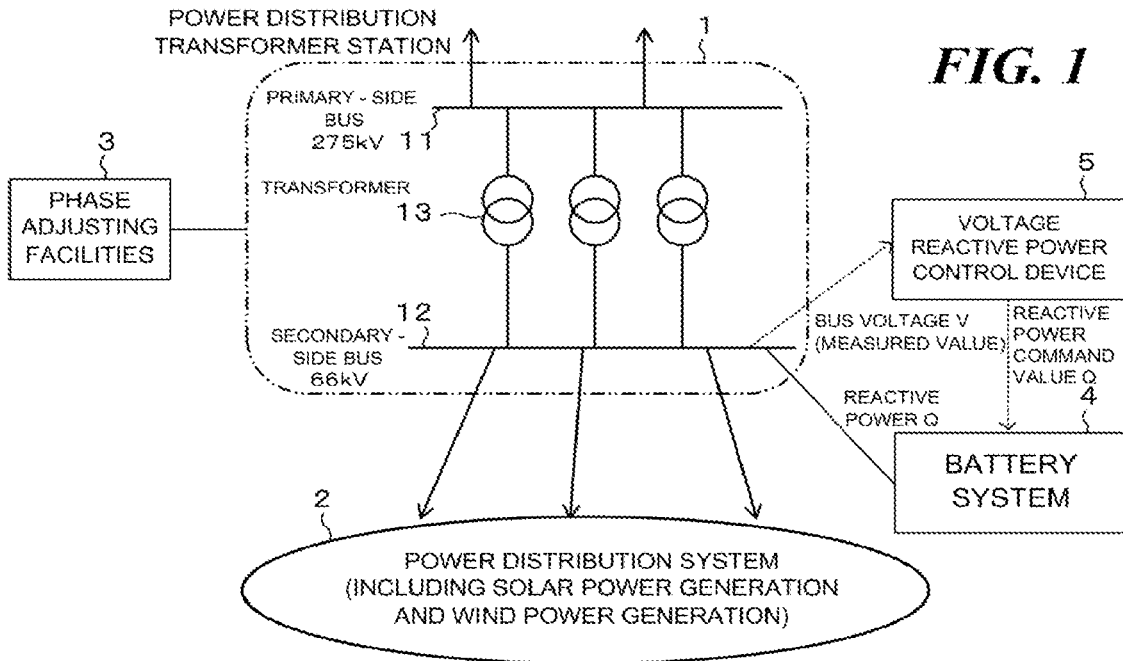 POWER DISTRIBUTION
TRANSFORMER STATION
1
FIG. 1
PRIMARY - SIDE
BUS
275kV
11
3
PHASE
ADJUSTING
FACILITIES
TRANSFORMER
13
5
VOLTAGE
REACTIVE POWER
CONTROL DEVICE
12
SECONDARY -
SIDE BUS
66kV
BUS VOLTAGE V
(MEASURED VALUE)
REACTIVE
POWER
COMMAND
VALUE Q
REACTIVE
POWER Q
4
BATTERY
SYSTEM
2
POWER DISTRIBUTION SYSTEM
(INCLUDING SOLAR POWER GENERATION
AND WIND POWER GENERATION)